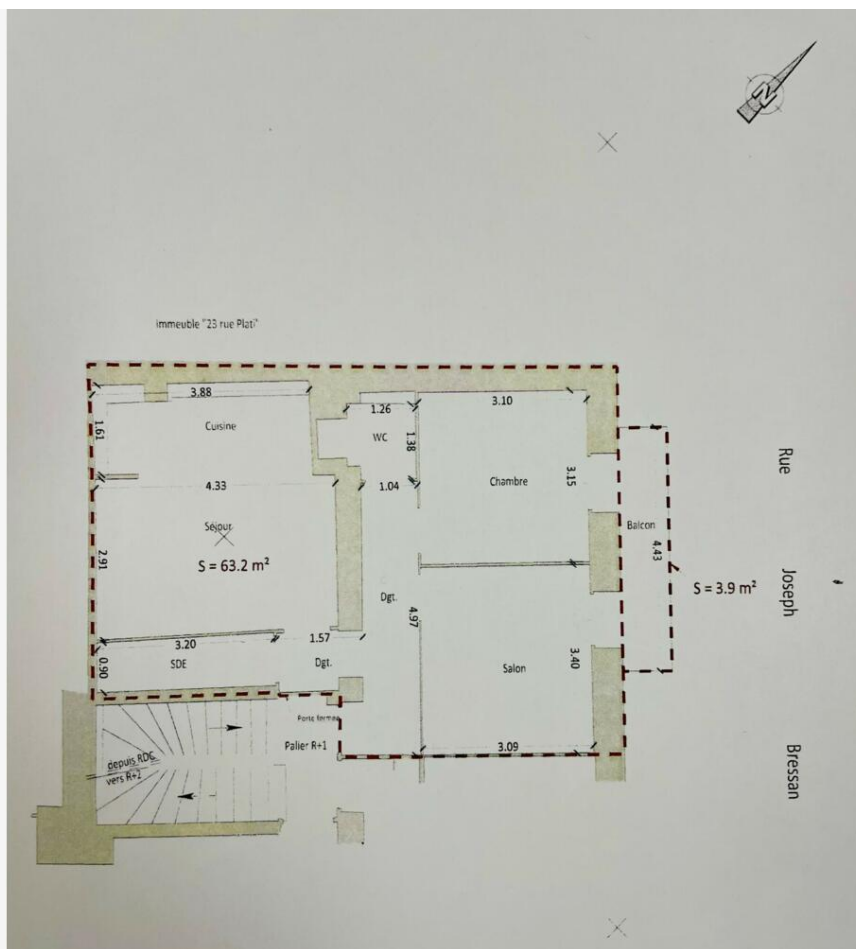 N
immeuble "23 rue Plati"
3.88
1.61
Cuisine
1.26
WC
1.38
3.10
4.33
1.04
Chambre
3.15
Rue
Séjour
Balcon
2.91
S = 63.2 m²
4.43
Joseph
S = 3.9 m²
Dgt.
4.97
3.20
1.57
0.90
SDE
Dgt.
Salon
3.40
Porte fermée
Palier R+1
3.09
Bressan
depuis RDC
vers R+2